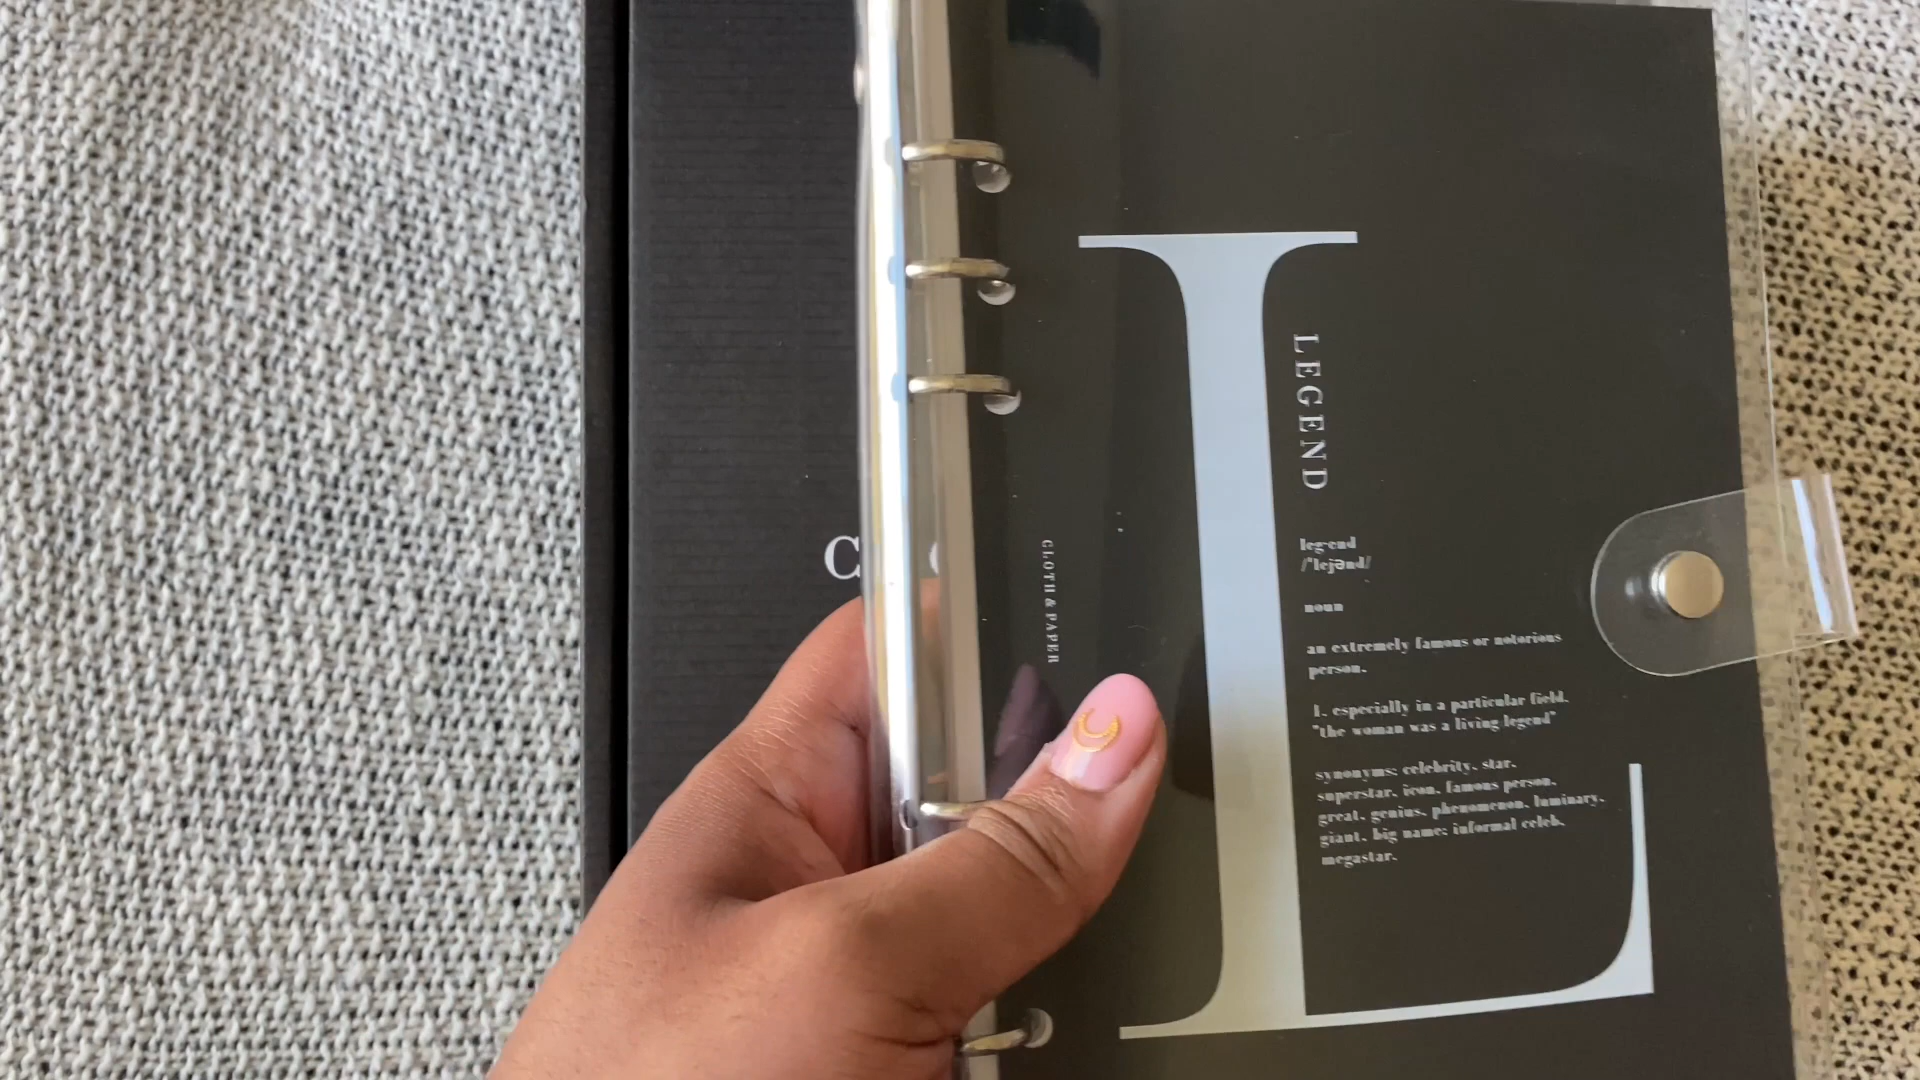 C
CLOTH & PAPER
L
LEGEND
leg·end
/ˈlejənd/
noun
an extremely famous or notorious
person.
1. especially in a particular field.
"the woman was a living legend"
synonyms: celebrity, star,
superstar, icon, famous person,
great, genius, phenomenon, luminary,
giant, big name; informal celeb,
megastar.